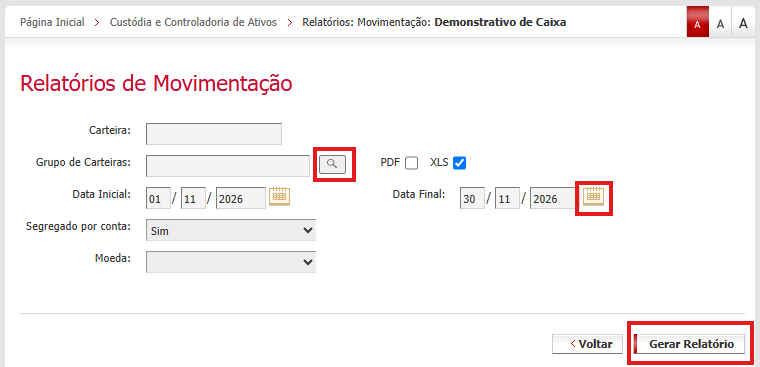 Página Inicial > Custódia e Controladoria de Ativos > Relatórios: Movimentação: Demonstrativo de Caixa A A A
Relatórios de Movimentação
Carteira:
Grupo de Carteiras: PDF XLS
Data Inicial: 01 / 11 / 2026 Data Final: 30 / 11 / 2026
Segregado por conta: Sim
Moeda:
< Voltar Gerar Relatório